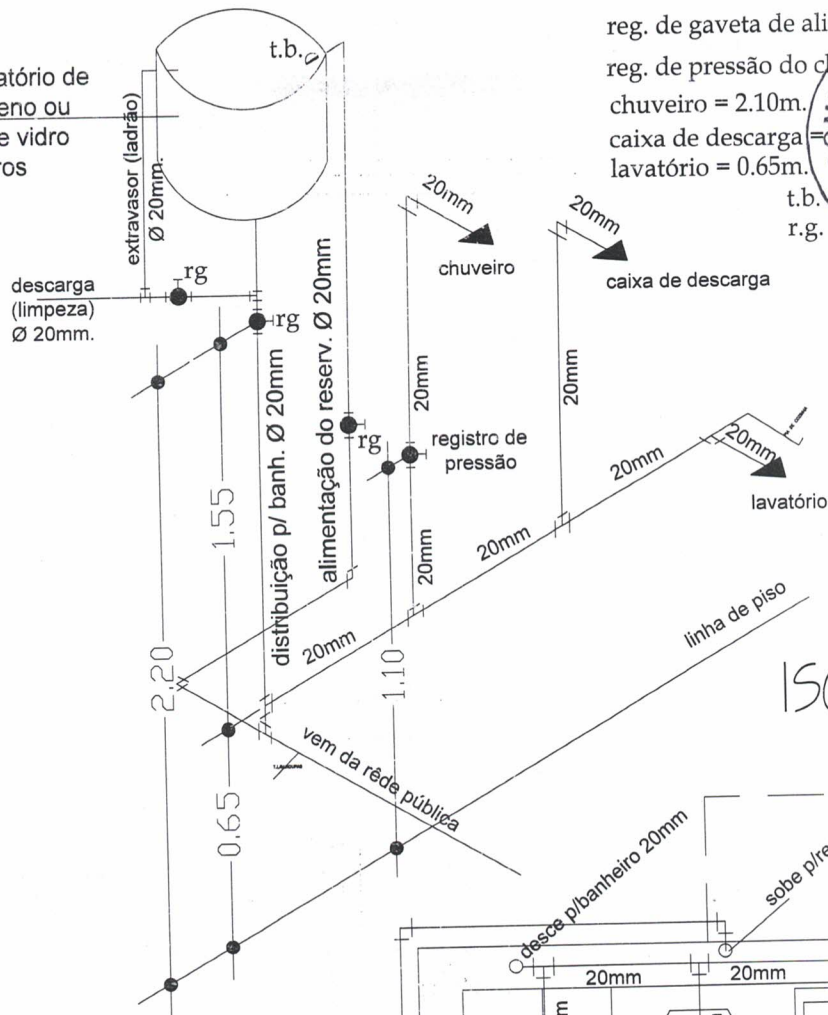 reg. de gaveta de ali
reg. de pressão do c
chuveiro = 2.10m.
caixa de descarga =
lavatório = 0.65m.
t.b.
r.g.
atório de
eno ou
e vidro
ros
t.b.
extravasor (ladrão)
Ø 20mm.
descarga
(limpeza)
Ø 20mm.
rg
rg
20mm
chuveiro
20mm
caixa de descarga
distribuição p/ banh. Ø 20mm
alimentação do reserv. Ø 20mm
rg
20mm
20mm
registro de
pressão
20mm
20mm
lavatório
20mm
20mm
20mm
1.55
2.20
1.10
0.65
linha de piso
vem da rêde pública
ISO
desce p/banheiro 20mm
sobe p/re
20mm
20mm
m